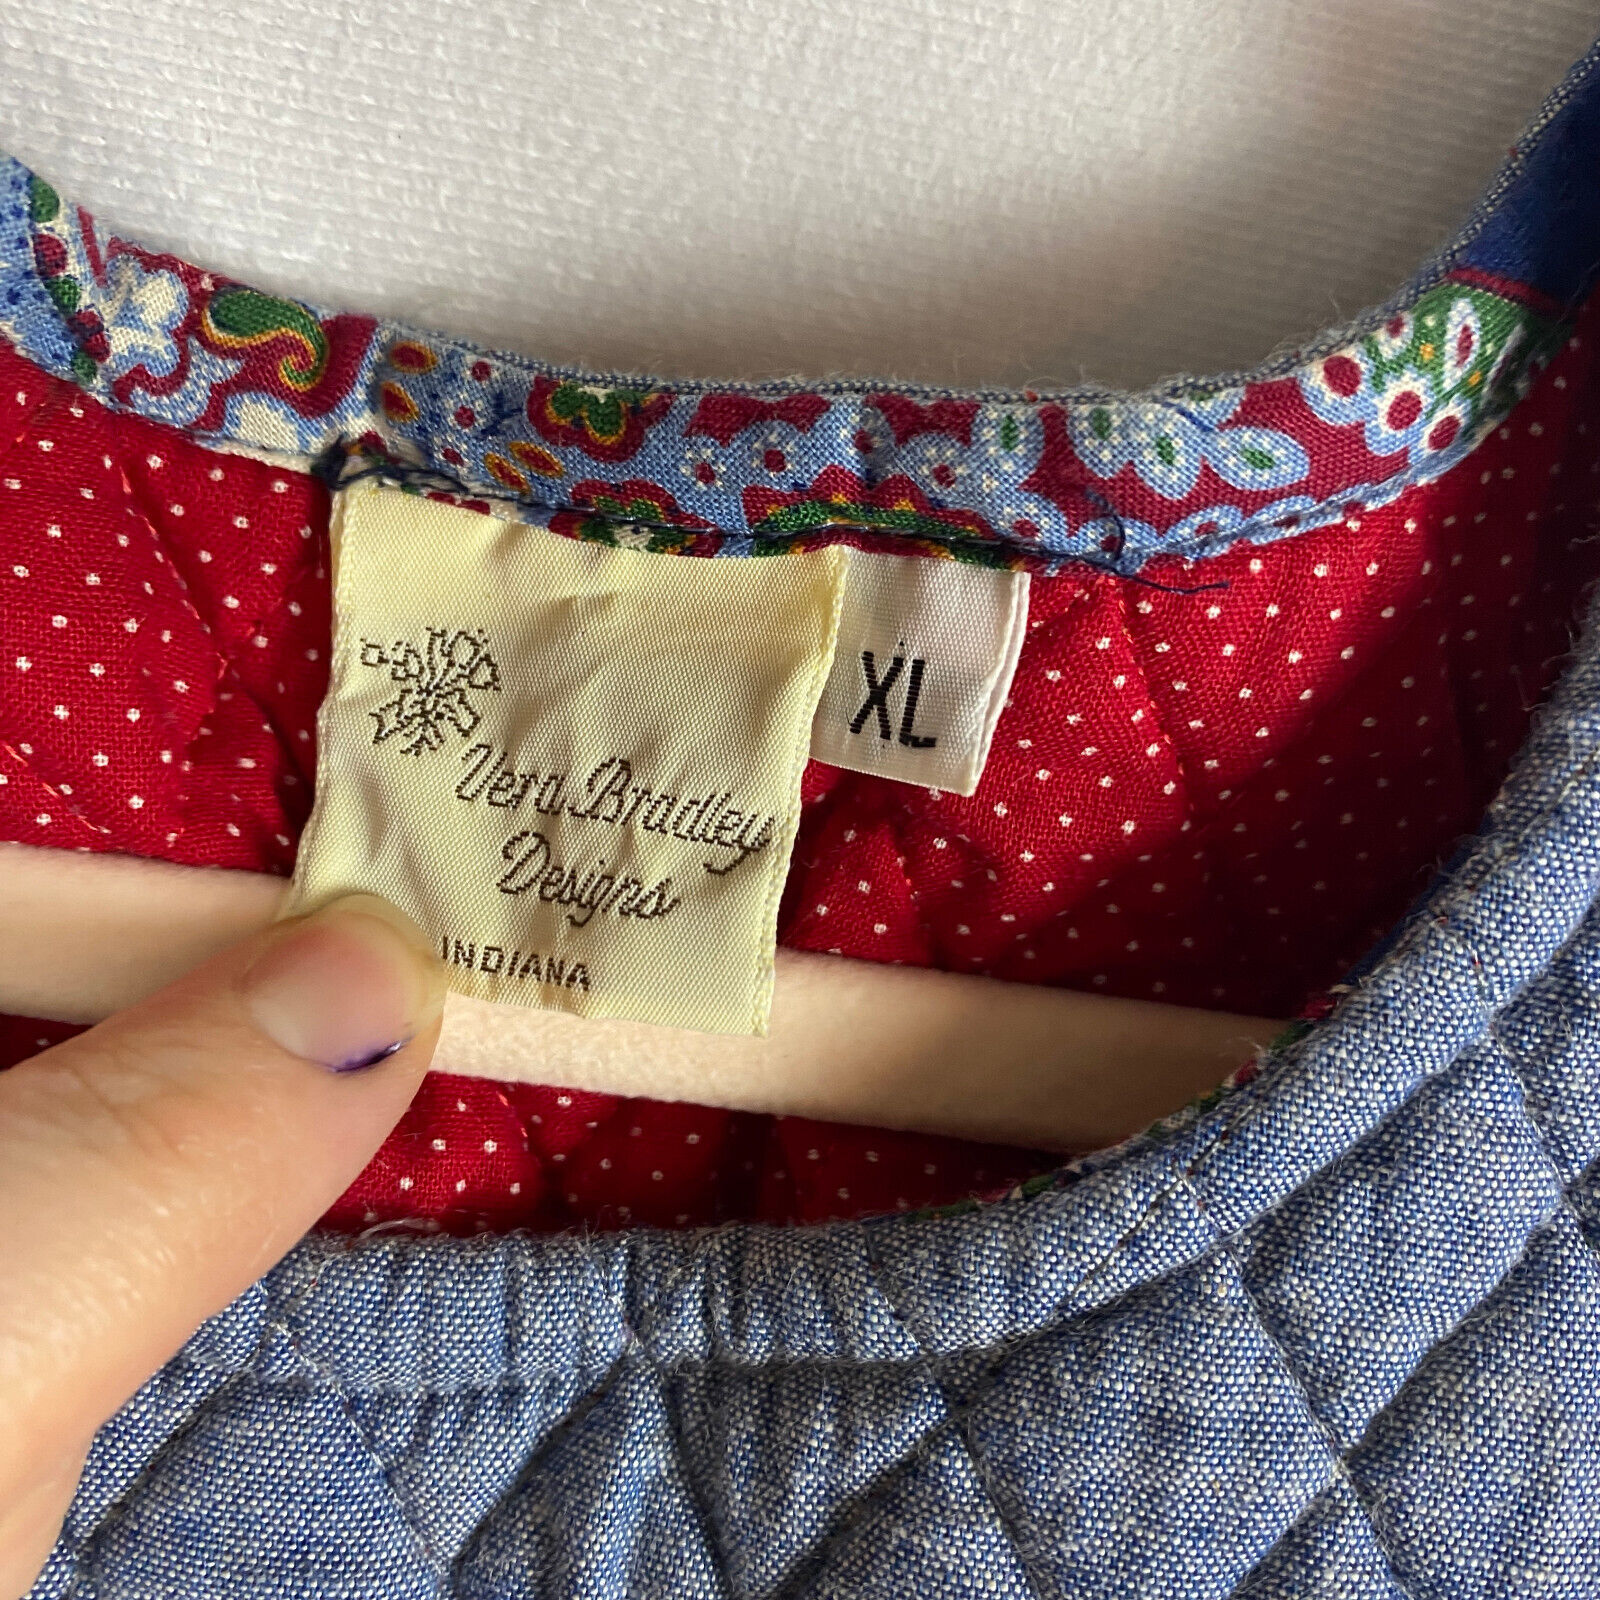 Vera Bradley
Designs
INDIANA
XL